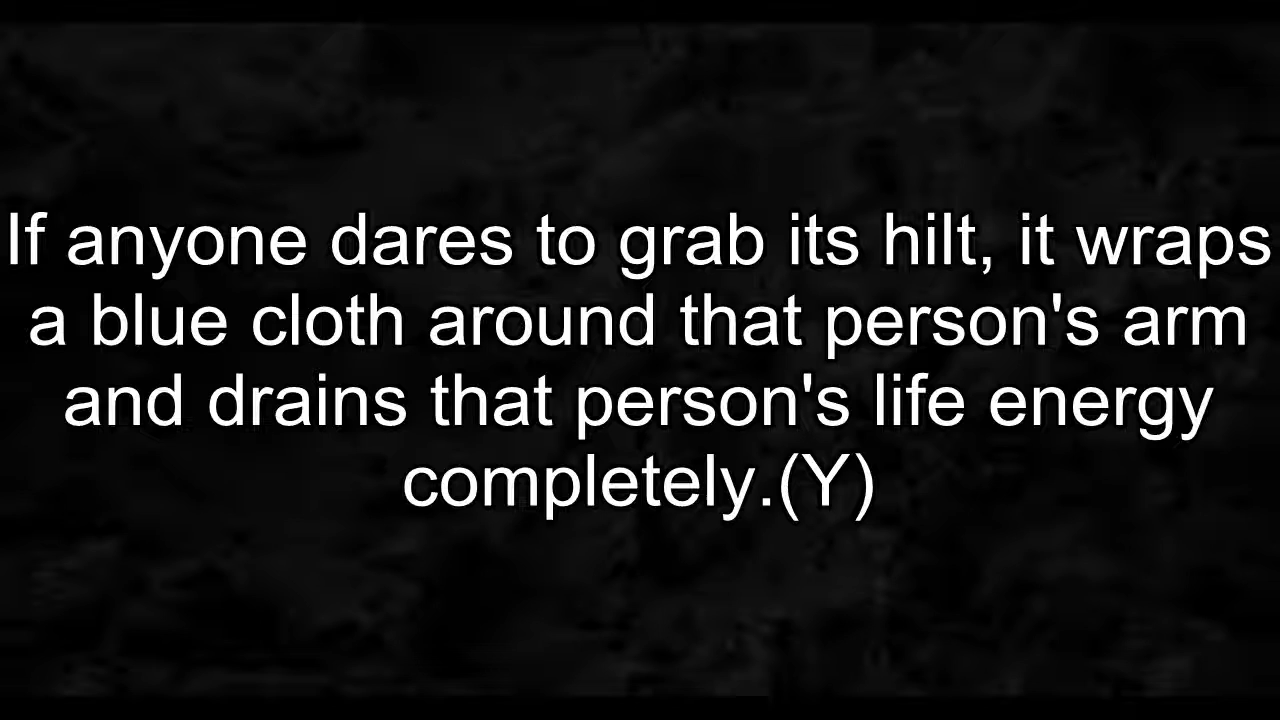 If anyone dares to grab its hilt, it wraps
a blue cloth around that person's arm
and drains that person's life energy
completely.(Y)